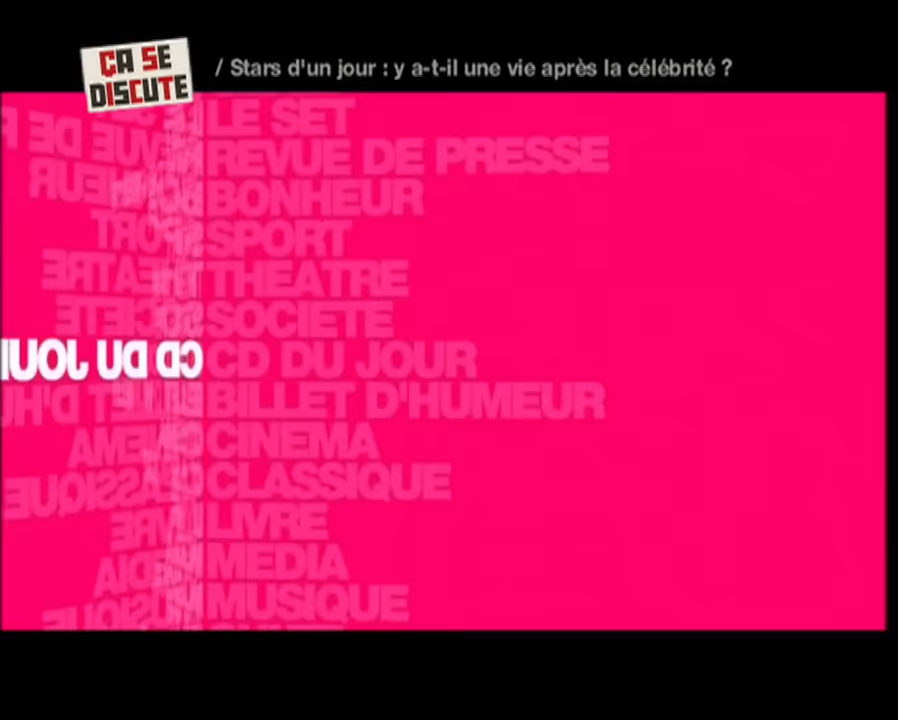 ÇA SE
DISCUTE
/ Stars d'un jour : y a-t-il une vie après la célébrité ?
LE SET
REVUE DE PRESSE
BONHEUR
SPORT
THEATRE
SOCIETE
CD DU JOUR
BILLET D'HUMEUR
CINEMA
CLASSIQUE
LIVRE
MEDIA
MUSIQUE